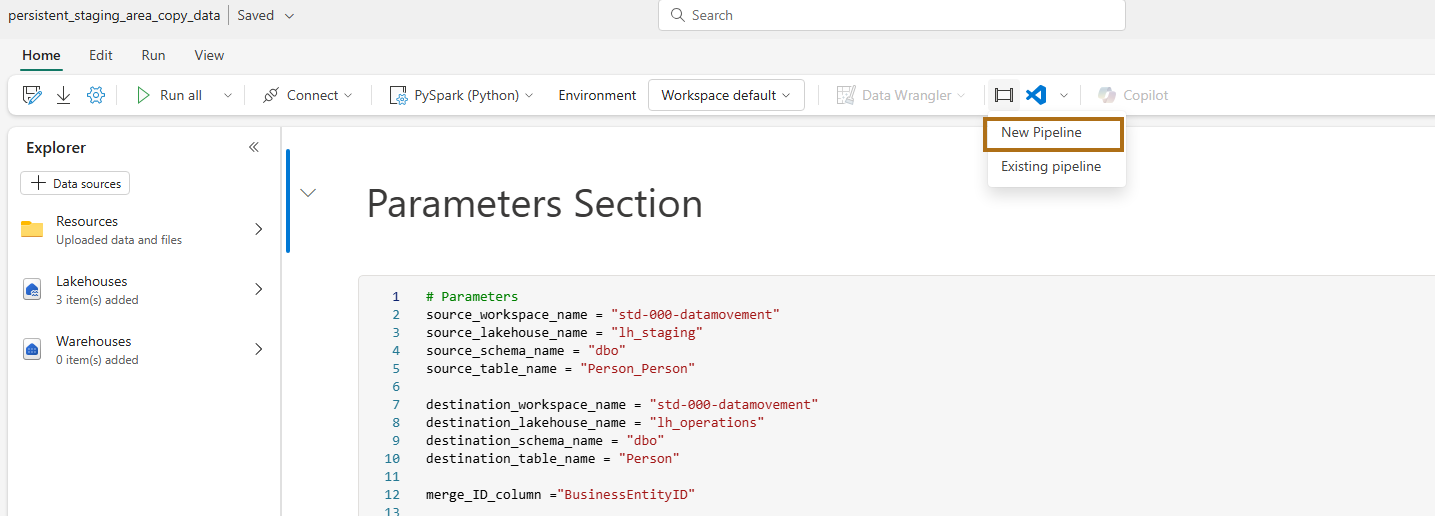 persistent_staging_area_copy_data Saved
Search
Home Edit Run View
Run all Connect PySpark (Python) Environment Workspace default Data Wrangler Copilot
New Pipeline
Existing pipeline
Explorer
Data sources
Resources
Uploaded data and files
Lakehouses
3 item(s) added
Warehouses
0 item(s) added
Parameters Section
1 # Parameters
2 source_workspace_name = "std-000-datamovement"
3 source_lakehouse_name = "lh_staging"
4 source_schema_name = "dbo"
5 source_table_name = "Person_Person"
6
7 destination_workspace_name = "std-000-datamovement"
8 destination_lakehouse_name = "lh_operations"
9 destination_schema_name = "dbo"
10 destination_table_name = "Person"
11
12 merge_ID_column ="BusinessEntityID"
13